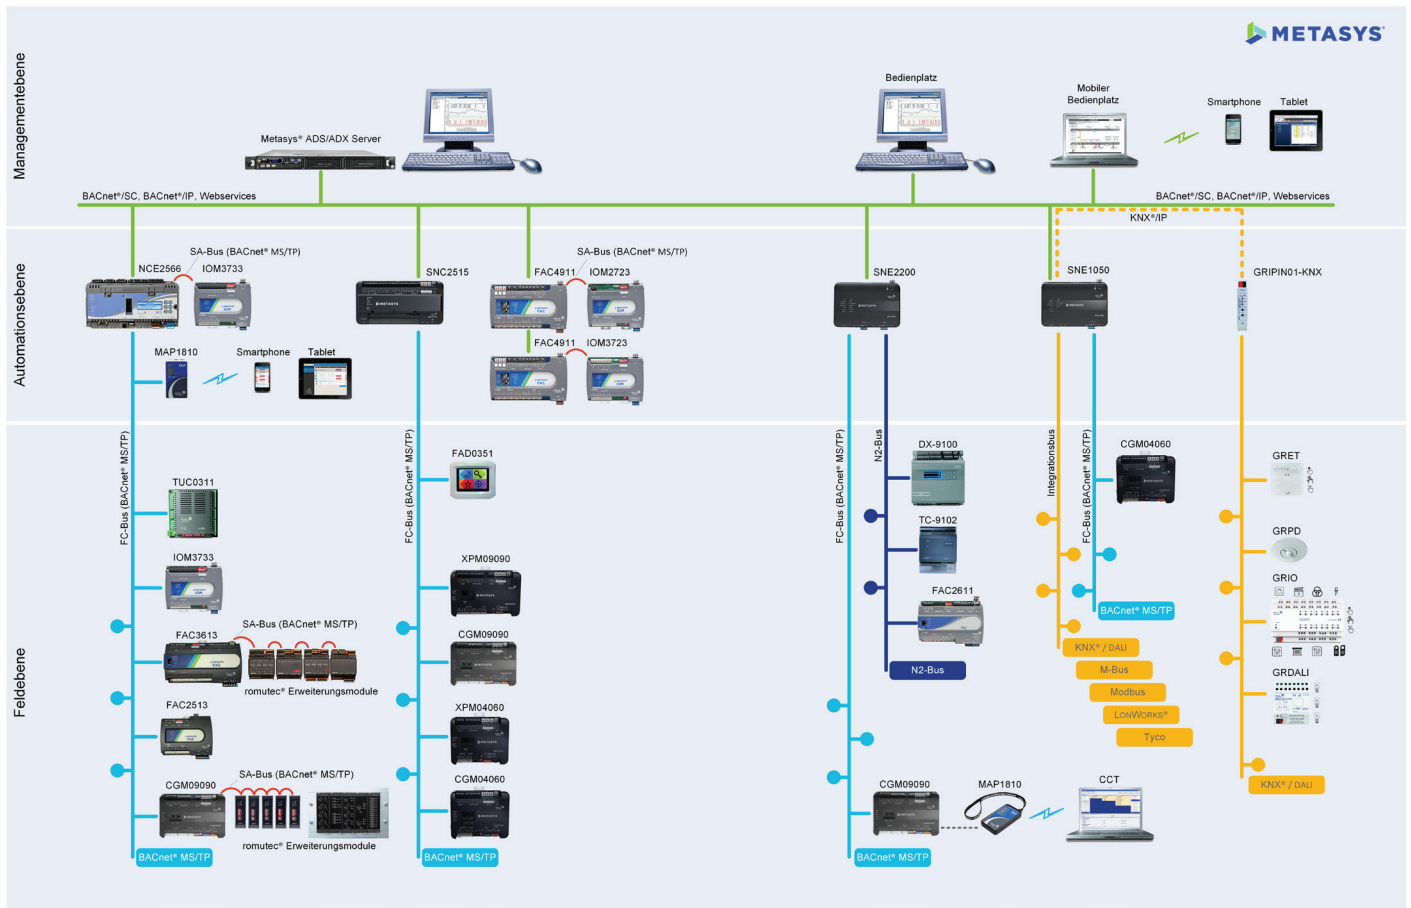 METASYS®
Managementebene
Metasys® ADS/ADX Server
Bedienplatz
Mobiler
Bedienplatz
Smartphone
Tablet
BACnet®/SC, BACnet®/IP, Webservices
BACnet®/SC, BACnet®/IP, Webservices
KNX®/IP
Automationsebene
SA-Bus (BACnet® MS/TP)
NCE2566
IOM3733
SNC2515
SA-Bus (BACnet® MS/TP)
FAC4911
IOM2723
SNE2200
SNE1050
GRIPIN01-KNX
METASYS
METASYS
METASYS
FAC4911
IOM3723
MAP1810
Smartphone
Tablet
Feldebene
FC-Bus (BACnet® MS/TP)
TUC0311
IOM3733
SA-Bus (BACnet® MS/TP)
FAC3613
romutec® Erweiterungsmodule
FAC2513
SA-Bus (BACnet® MS/TP)
CGM09090
romutec® Erweiterungsmodule
BACnet® MS/TP
FC-Bus (BACnet® MS/TP)
FAD0351
XPM09090
CGM09090
XPM04060
CGM04060
BACnet® MS/TP
FC-Bus (BACnet® MS/TP)
N2-Bus
DX-9100
TC-9102
FAC2611
N2-Bus
CGM09090
MAP1810
CCT
BACnet® MS/TP
Integrationsbus
FC-Bus (BACnet® MS/TP)
CGM04060
BACnet® MS/TP
KNX® / DALI
M-Bus
Modbus
LONWORKS®
Tyco
GRET
GRPD
GRIO
GRDALI
KNX® / DALI